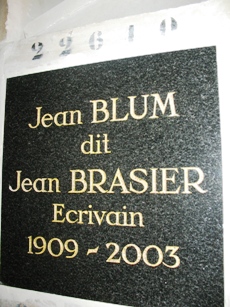 22610
Jean BLUM
dit
Jean BRASIER
Ecrivain
1909 ~ 2003